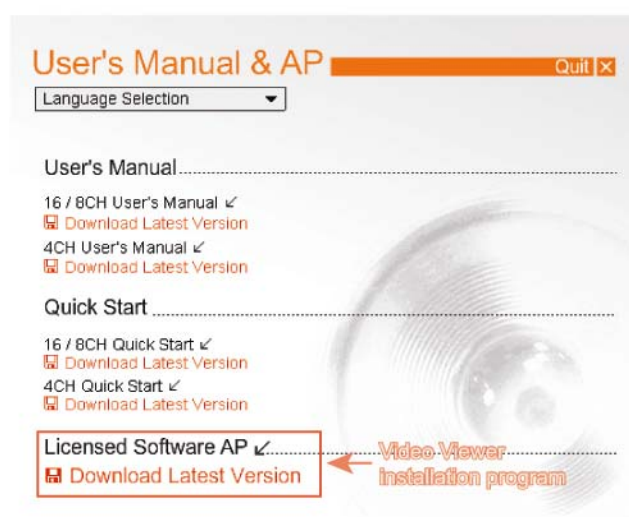 User's Manual & AP
Quit
Language Selection
User's Manual
16 / 8CH User's Manual
Download Latest Version
4CH User's Manual
Download Latest Version
Quick Start
16 / 8CH Quick Start
Download Latest Version
4CH Quick Start
Download Latest Version
Licensed Software AP
Download Latest Version
Video Viewer
installation program